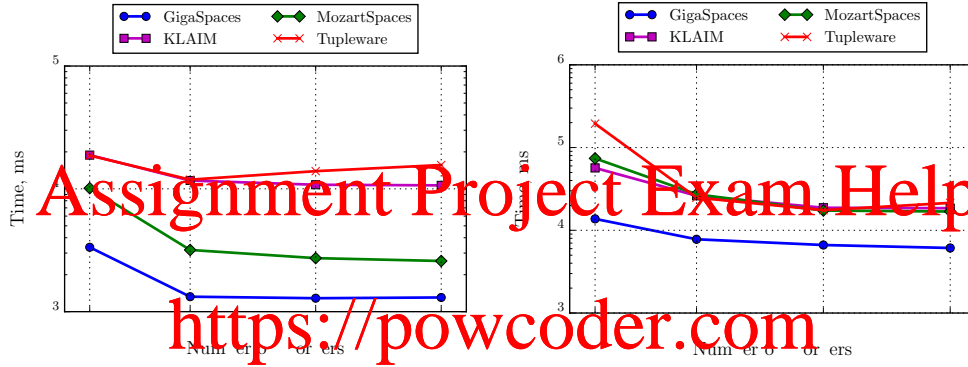 GigaSpaces MozartSpaces
KLAIM Tupleware
5
Time, ms
3
GigaSpaces MozartSpaces
KLAIM Tupleware
6
5
4
3
ms
Assignment Project Exam Help
https://powcoder.com